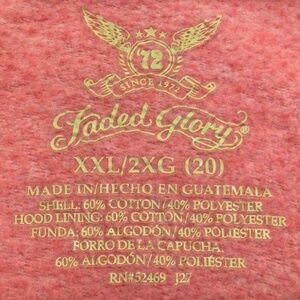 '72
SINCE 1972
Faded Glory®
XXL/2XG (20)
MADE IN/HECHO EN GUATEMALA
SHELL: 60% COTTON/40% POLYESTER
HOOD LINING: 60% COTTON/40% POLYESTER
FUNDA: 60% ALGODÓN/40% POLIÉSTER
FORRO DE LA CAPUCHA:
60% ALGODÓN/40% POLIÉSTER
RN#52469 J27